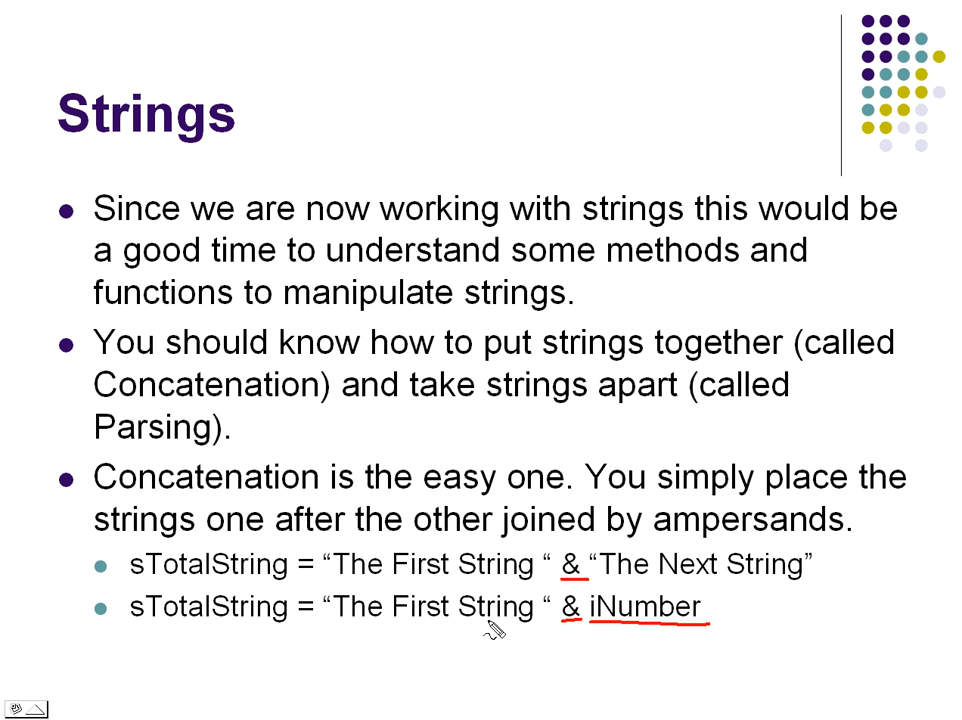 Strings
Since we are now working with strings this would be
a good time to understand some methods and
functions to manipulate strings.
You should know how to put strings together (called
Concatenation) and take strings apart (called
Parsing).
Concatenation is the easy one. You simply place the
strings one after the other joined by ampersands.
sTotalString = “The First String “ & “The Next String”
sTotalString = “The First String “ & iNumber